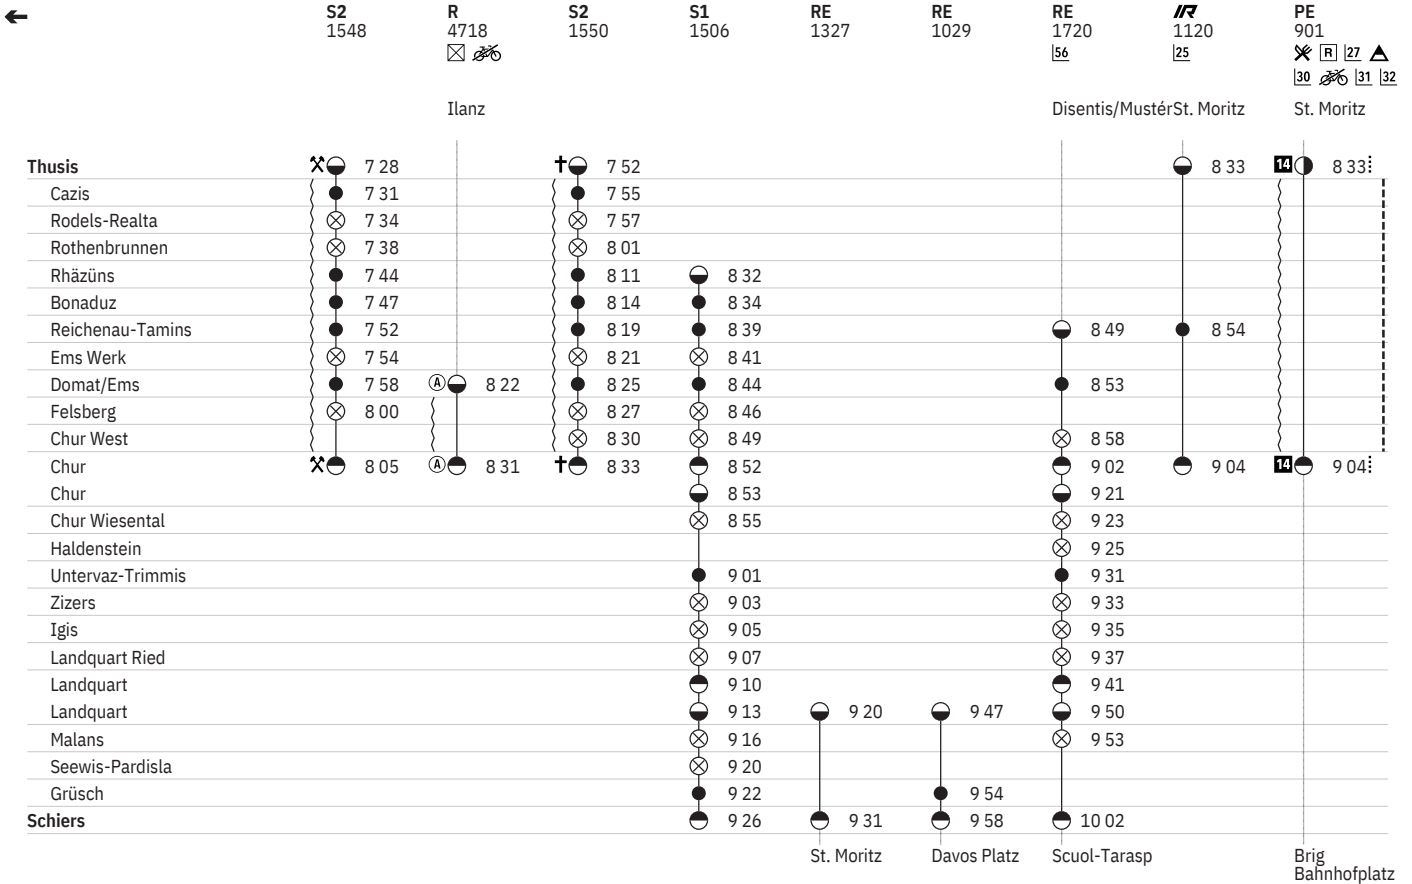 S2 R S2 S1 RE RE RE IR PE
1548 4718 1550 1506 1327 1029 1720 1120 901
56 25 R 27
30 31 32
Ilanz Disentis/Mustér St. Moritz St. Moritz
Thusis 7 28 7 52 8 33 14 8 33
Cazis 7 31 7 55
Rodels-Realta 7 34 7 57
Rothenbrunnen 7 38 8 01
Rhäzüns 7 44 8 11 8 32
Bonaduz 7 47 8 14 8 34
Reichenau-Tamins 7 52 8 19 8 39 8 49 8 54
Ems Werk 7 54 8 21 8 41
Domat/Ems 7 58 A 8 22 8 25 8 44 8 53
Felsberg 8 00 8 27 8 46
Chur West 8 30 8 49 8 58
Chur 8 05 A 8 31 8 33 8 52 9 02 9 04 14 9 04
Chur 8 53 9 21
Chur Wiesental 8 55 9 23
Haldenstein 9 25
Untervaz-Trimmis 9 01 9 31
Zizers 9 03 9 33
Igis 9 05 9 35
Landquart Ried 9 07 9 37
Landquart 9 10 9 41
Landquart 9 13 9 20 9 47 9 50
Malans 9 16 9 53
Seewis-Pardisla 9 20
Grüsch 9 22 9 54
Schiers 9 26 9 31 9 58 10 02
St. Moritz Davos Platz Scuol-Tarasp Brig
Bahnhofplatz